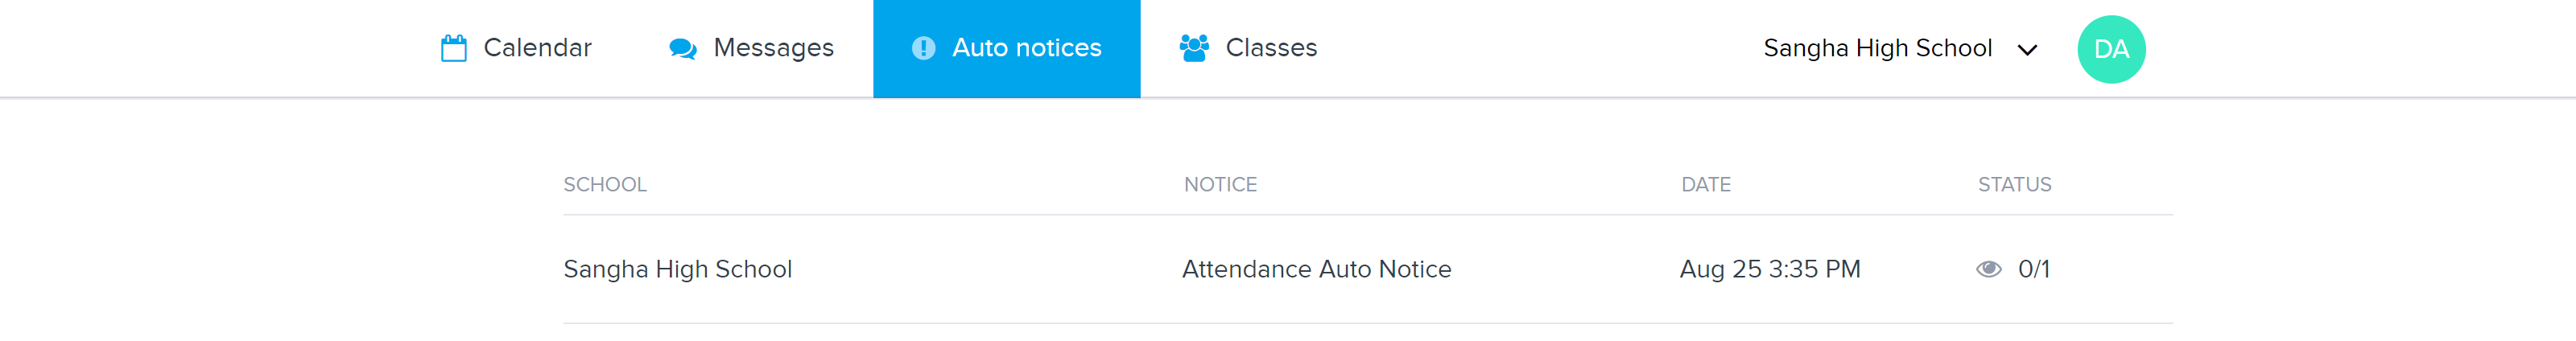 Calendar Messages Auto notices Classes Sangha High School DA
SCHOOL NOTICE DATE STATUS
Sangha High School Attendance Auto Notice Aug 25 3:35 PM 0/1